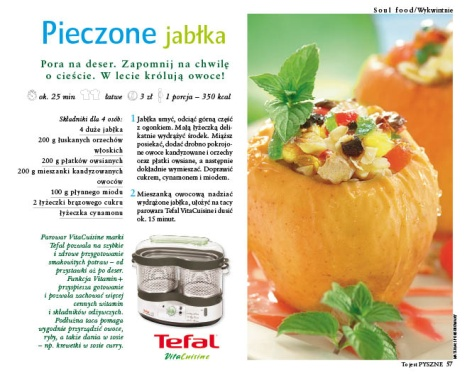 Soul food/Wykwintnie
Pieczone jabłka
Pora na deser. Zapomnij na chwilę
o cieście. W lecie królują owoce!
ok. 25 min
łatwe
3 zł
1 porcja – 350 kcal
Składniki dla 4 osób:
4 duże jabłka
200 g łuskanych orzechów
włoskich
200 g płatków owsianych
200 g mieszanki kandyzowanych
owoców
100 g płynnego miodu
2 łyżeczki brązowego cukru
łyżeczka cynamonu
1 Jabłka umyć, odciąć górną część
z ogonkiem. Małą łyżeczką deli-
katnie wydrążyć środek. Miąższ
posiekać, dodać drobno pokrojo-
ne owoce kandyzowane i orzechy
oraz płatki owsiane, a następnie
dokładnie wymieszać. Doprawić
cukrem, cynamonem i miodem.
2 Mieszanką owocową nadziać
wydrążone jabłka, ułożyć na tacy
parowara Tefal VitaCuisine i dusić
ok. 15 minut.
Parowar VitaCuisine marki
Tefal pozwala na szybkie
i zdrowe przygotowanie
smakowitych potraw – od
przystawki aż po deser.
Funkcja Vitamin+
przyspiesza gotowanie
i pozwala zachować więcej
cennych witamin
i składników odżywczych.
Podłużna taca pomaga
wygodnie przyrządzić owoce,
ryby, a także dania w sosie
– np. krewetki w sosie curry.
Tefal
VitaCuisine
To jest PYSZNE 57